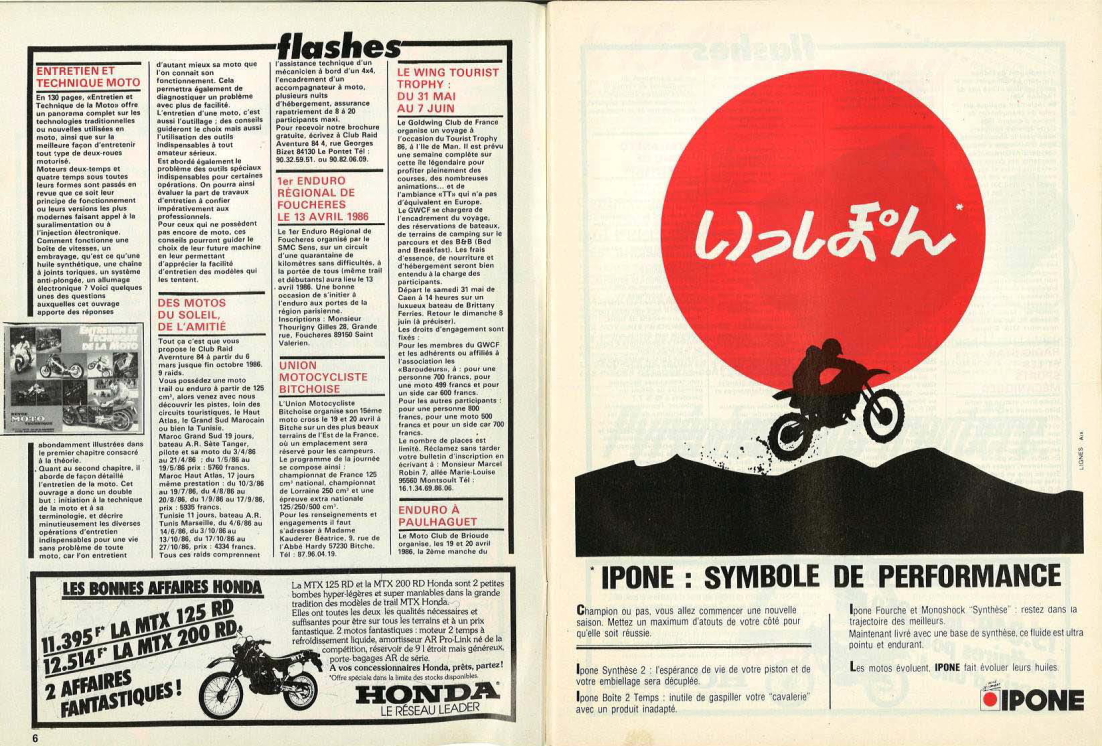 flashes
ENTRETIEN ET
TECHNIQUE MOTO
En 130 pages, «Entretien et
Technique de la Moto» offre
un panorama complet sur les
technologies traditionnelles
ou nouvelles utilisées en
moto, ainsi que sur la
meilleure façon d'entretenir
tout type de deux-roues
motorisé.
Moteurs deux-temps et
quatre temps sous toutes
leurs formes sont passés en
revue que ce soit leur
principe de fonctionnement
ou leurs versions les plus
modernes faisant appel à la
suralimentation ou à
l'injection électronique.
Comment fonctionne une
boîte de vitesses, un
embrayage, qu'est ce qu'une
huile synthétique, une chaîne
à joints toriques, un système
anti-plongée, un allumage
électronique ? Voici quelques
unes des questions
auxquelles cet ouvrage
apporte des réponses
ENTRETIEN ET
TECHNIQUE
DE LA MOTO
REVUE
MOTO
TECHNIQUE
abondamment illustrées dans
le premier chapitre consacré
à la théorie.
Quant au second chapitre, il
aborde de façon détaillé
l'entretien de la moto. Cet
ouvrage a donc un double
but : initiation à la technique
de la moto et à sa
terminologie, et décrire
minutieusement les diverses
opérations d'entretien
indispensables pour une vie
sans problème de toute
moto, car l'on entretient
d'autant mieux sa moto que
l'on connait son
fonctionnement. Cela
permettra également de
diagnostiquer un problème
avec plus de facilité.
L'entretien d'une moto, c'est
aussi l'outillage ; des conseils
guideront le choix mais aussi
l'utilisation des outils
indispensables à tout
amateur sérieux.
Est abordé également le
problème des outils spéciaux
indispensables pour certaines
opérations. On pourra ainsi
évaluer la part de travaux
d'entretien à confier
impérativement aux
professionnels.
Pour ceux qui ne possèdent
pas encore de moto, ces
conseils pourront guider le
choix de leur future machine
en leur permettant
d'apprécier la facilité
d'entretien des modèles qui
les tentent.
DES MOTOS
DU SOLEIL,
DE L'AMITIÉ
Tout ça c'est que vous
propose le Club Raid
Avernture 84 à partir du 6
mars jusque fin octobre 1986.
9 raids.
Vous possédez une moto
trail ou enduro à partir de 125
cm³, alors venez avec nous
découvrir les pistes, loin des
circuits touristiques, le Haut
Atlas, le Grand Sud Marocain
ou bien la Tunisie.
Maroc Grand Sud 19 jours,
bateau A.R. Sète Tanger,
pilote et sa moto du 3/4/86
au 21/4/86 : du 1/5/86 au
19/5/86 prix : 5760 francs.
Maroc Haut Atlas, 17 jours
même prestation : du 10/3/86
au 19/7/86, du 4/8/86 au
20/8/86, du 1/9/86 au 17/9/86,
prix : 5935 francs.
Tunisie 11 jours, bateau A.R.
Tunis Marseille, du 4/6/86 au
14/6/86, du 3/10/86 au
13/10/86, du 17/10/86 au
27/10/86, prix : 4334 francs.
Tous ces raids comprennent
l'assistance technique d'un
mécanicien à bord d'un 4x4,
l'encadrement d'un
accompagnateur à moto,
plusieurs nuits
d'hébergement, assurance
rapatriement de 8 à 20
participants maxi.
Pour recevoir notre brochure
gratuite, écrivez à Club Raid
Aventure 84 4, rue Georges
Bizet 84130 Le Pontet Tél :
90.32.59.51. ou 90.82.06.09.
1er ENDURO
RÉGIONAL DE
FOUCHERES
LE 13 AVRIL 1986
Le 1er Enduro Régional de
Foucheres organisé par le
SMC Sens, sur un circuit
d'une quarantaine de
kilomètres sans difficultés, à
la portée de tous (même trail
et débutants) aura lieu le 13
avril 1986. Une bonne
occasion de s'initier à
l'enduro aux portes de la
région parisienne.
Inscriptions : Monsieur
Thourigny Gilles 28, Grande
rue, Foucheres 89150 Saint
Valerien.
UNION
MOTOCYCLISTE
BITCHOISE
L'Union Motocycliste
Bitchoise organise son 15éme
moto cross le 19 et 20 avril à
Bitche sur un des plus beaux
terrains de l'Est de la France,
où un emplacement sera
réservé pour les campeurs.
Le programme de la journée
se compose ainsi :
championnat de France 125
cm³ national, championnat
de Lorraine 250 cm³ et une
épreuve extra nationale
125/250/500 cm³.
Pour les renseignements et
engagements il faut
s'adresser à Madame
Kauderer Béatrice, 9. rue de
l'Abbé Hardy 57230 Bitche.
Tél : 87.96.04.19.
LE WING TOURIST
TROPHY :
DU 31 MAI
AU 7 JUIN
Le Goldwing Club de France
organise un voyage à
l'occasion du Tourist Trophy
86, à l'Ile de Man. Il est prévu
une semaine complète sur
cette île légendaire pour
profiter pleinement des
courses, des nombreuses
animations... et de
l'ambiance «TT» qui n'a pas
d'équivalent en Europe.
Le GWCF se chargera de
l'encadrement du voyage,
des réservations de bateaux,
de terrains de camping sur le
parcours et des B&B (Bed
and Breakfast). Les frais
d'essence, de nourriture et
d'hébergement seront bien
entendu à la charge des
participants.
Départ le samedi 31 mai de
Caen à 14 heures sur un
luxueux bateau de Brittany
Ferries. Retour le dimanche 8
juin (à préciser).
Les droits d'engagement sont
fixés :
Pour les membres du GWCF
et les adhérents ou affiliés à
l'association les
«Baroudeurs», à : pour une
personne 700 francs, pour
une moto 499 francs et pour
un side car 600 francs.
Pour les autres participants :
pour une personne 800
francs, pour une moto 500
francs et pour un side car 700
francs.
Le nombre de places est
limité. Réclamez sans tarder
votre bulletin d'inscription en
écrivant à : Monsieur Marcel
Robin 7, allée Marie-Louise
95560 Montsoult Tél :
16.1.34.69.86.06.
ENDURO À
PAULHAGUET
Le Moto Club de Brioude
organise, les 19 et 20 avril
1986, la 2ème manche du
LES BONNES AFFAIRES HONDA
11.395F* LA MTX 125 RD
12.514F* LA MTX 200 RD.
2 AFFAIRES
FANTASTIQUES !
La MTX 125 RD et la MTX 200 RD Honda sont 2 petites
bombes hyper-légères et super maniables dans la grande
tradition des modèles de trail MTX Honda.
Elles ont toutes les deux les qualités nécessaires et
suffisantes pour être sur tous les terrains et à un prix
fantastique. 2 motos fantastiques : moteur 2 temps à
refroidissement liquide, amortisseur AR Pro-Link né de la
compétition, réservoir de 9 l étroit mais généreux,
porte-bagages AR de série.
A vos concessionnaires Honda, prêts, partez !
*Offre spéciale dans la limite des stocks disponibles.
HONDA
LE RÉSEAU LEADER
6
いっしょぽん*
LIGNES Ark
* IPONE : SYMBOLE DE PERFORMANCE
Champion ou pas, vous allez commencer une nouvelle
saison. Mettez un maximum d'atouts de votre côté pour
qu'elle soit réussie.
Ipone Synthèse 2 : l'espérance de vie de votre piston et de
votre embiellage sera décuplée.
Ipone Boîte 2 Temps : inutile de gaspiller votre "cavalerie"
avec un produit inadapté.
Ipone Fourche et Monoshock "Synthèse" : restez dans la
trajectoire des meilleurs.
Maintenant livré avec une base de synthèse, ce fluide est ultra
pointu et endurant.
Les motos évoluent, IPONE fait évoluer leurs huiles.
IPONE